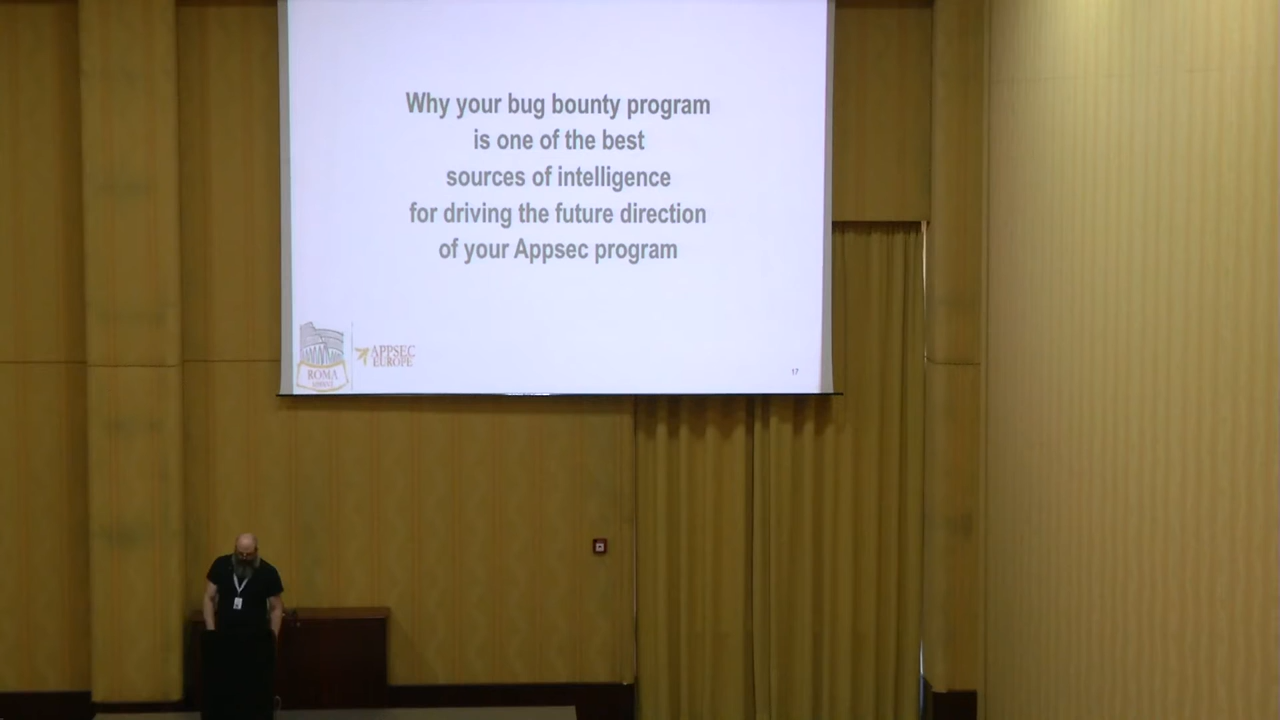 Why your bug bounty program
is one of the best
sources of intelligence
for driving the future direction
of your Appsec program
ROMA
APPSEC
EUROPE
17